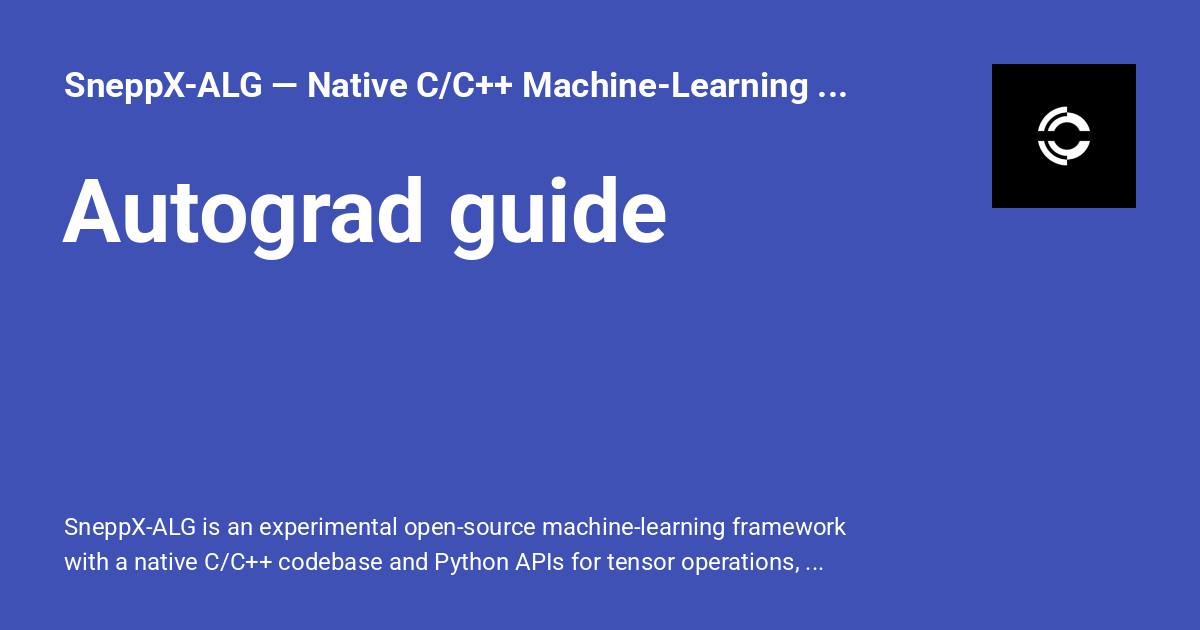 SneppX-ALG — Native C/C++ Machine-Learning ...
Autograd guide
SneppX-ALG is an experimental open-source machine-learning framework
with a native C/C++ codebase and Python APIs for tensor operations, ...